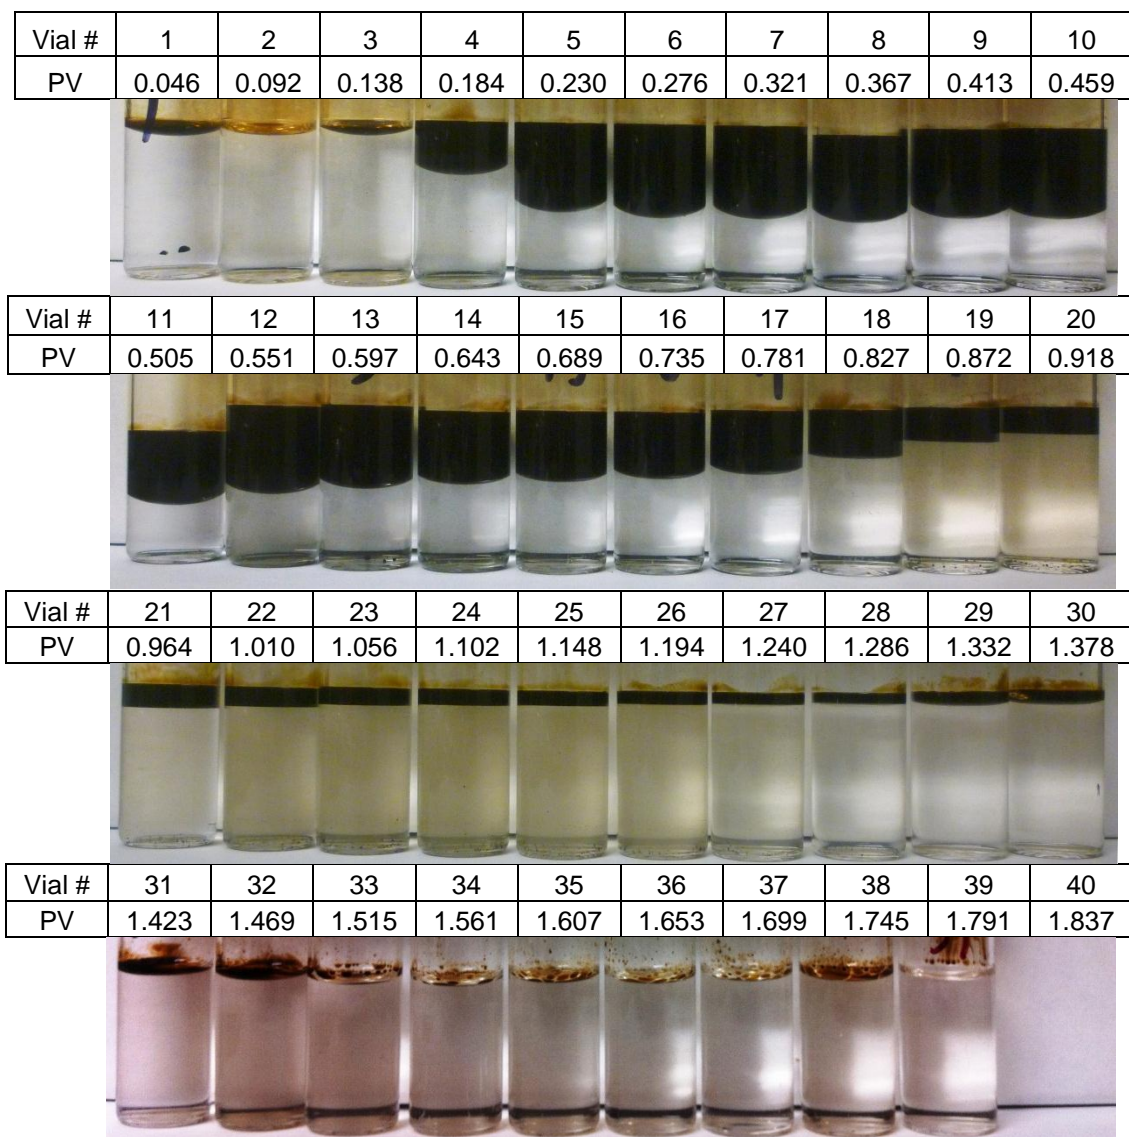 Vial # 1 2 3 4 5 6 7 8 9 10
PV 0.046 0.092 0.138 0.184 0.230 0.276 0.321 0.367 0.413 0.459
Vial # 11 12 13 14 15 16 17 18 19 20
PV 0.505 0.551 0.597 0.643 0.689 0.735 0.781 0.827 0.872 0.918
Vial # 21 22 23 24 25 26 27 28 29 30
PV 0.964 1.010 1.056 1.102 1.148 1.194 1.240 1.286 1.332 1.378
Vial # 31 32 33 34 35 36 37 38 39 40
PV 1.423 1.469 1.515 1.561 1.607 1.653 1.699 1.745 1.791 1.837